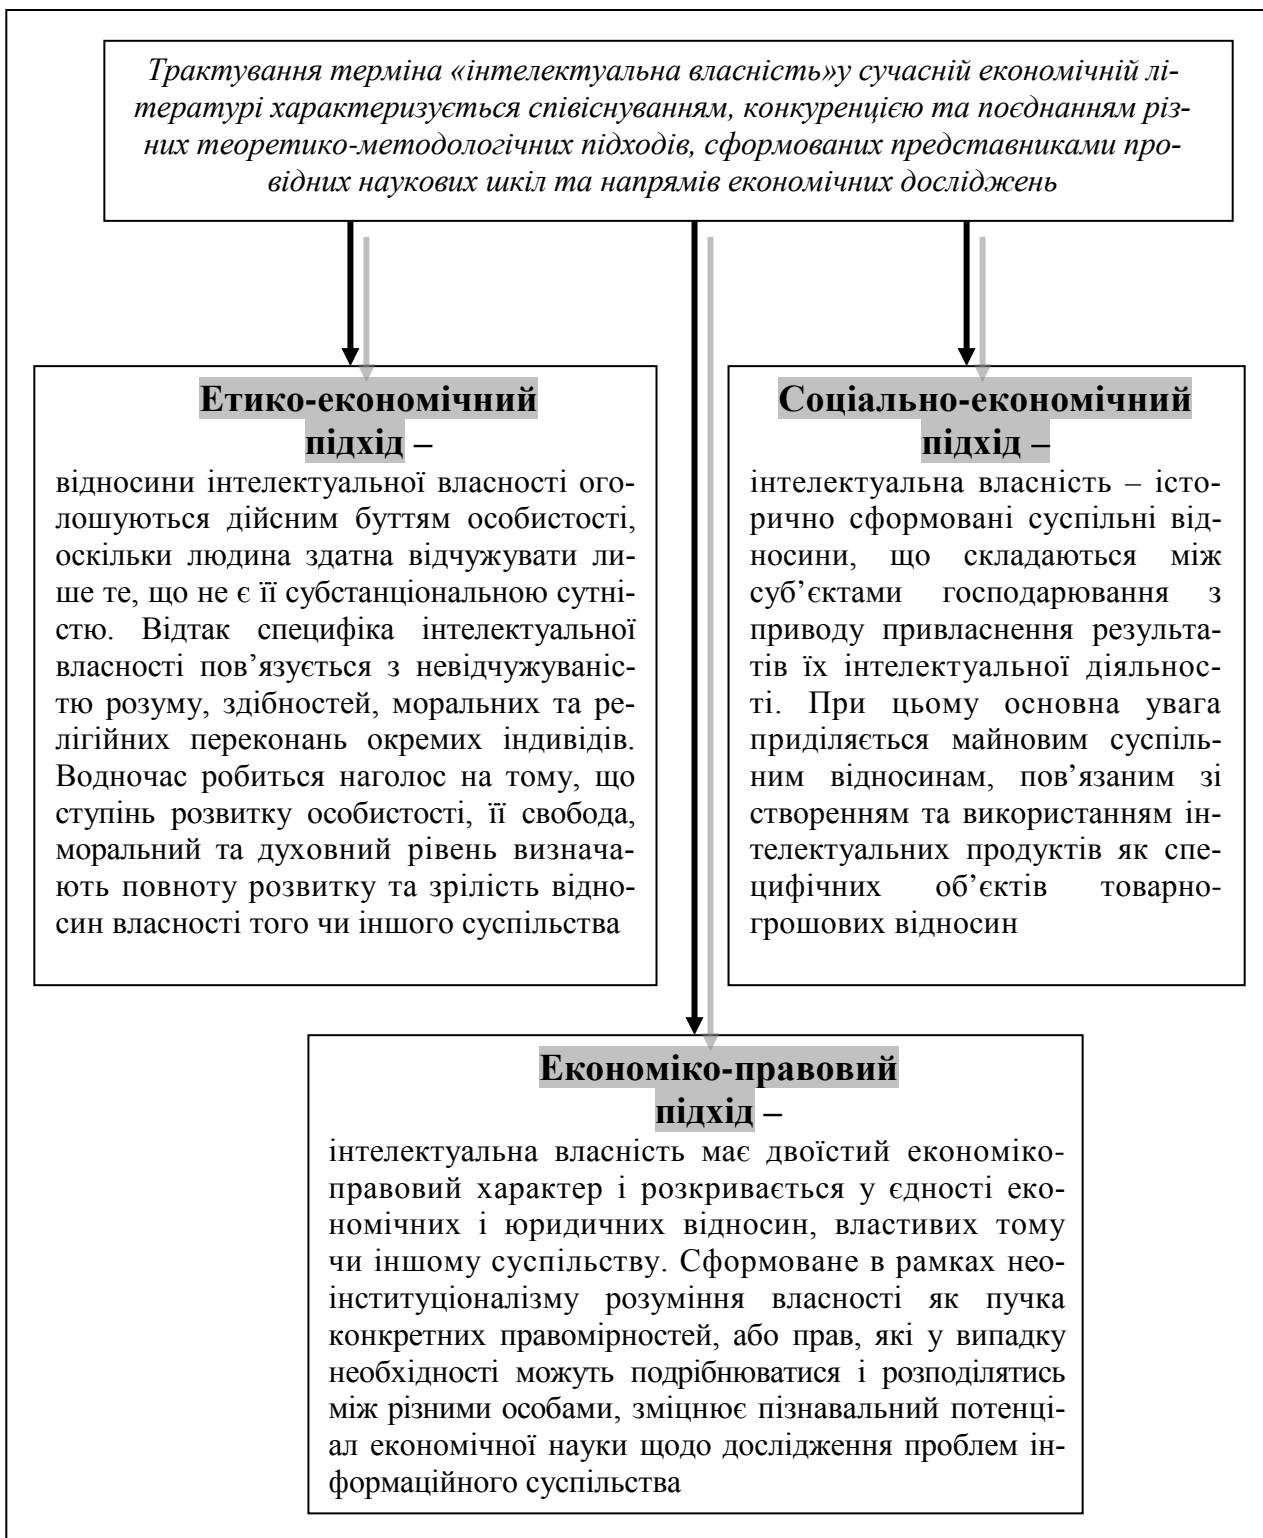 Трактування терміна «інтелектуальна власність»у сучасній економічній лі-
тературі характеризується співіснуванням, конкуренцією та поєднанням різ-
них теоретико-методологічних підходів, сформованих представниками про-
відних наукових шкіл та напрямів економічних досліджень
Етико-економічний
підхід –
відносини інтелектуальної власності ого-
лошуються дійсним буттям особистості,
оскільки людина здатна відчужувати ли-
ше те, що не є її субстанціональною сутні-
стю. Відтак специфіка інтелектуальної
власності пов’язується з невідчужуваніс-
тю розуму, здібностей, моральних та ре-
лігійних переконань окремих індивідів.
Водночас робиться наголос на тому, що
ступінь розвитку особистості, її свобода,
моральний та духовний рівень визнача-
ють повноту розвитку та зрілість відно-
син власності того чи іншого суспільства
Соціально-економічний
підхід –
інтелектуальна власність – істо-
рично сформовані суспільні від-
носини, що складаються між
суб’єктами господарювання з
приводу привласнення результа-
тів їх інтелектуальної діяльнос-
ті. При цьому основна увага
приділяється майновим суспіль-
ним відносинам, пов’язаним зі
створенням та використанням ін-
телектуальних продуктів як спе-
цифічних об’єктів товарно-
грошових відносин
Економіко-правовий
підхід –
інтелектуальна власність має двоїстий економіко-
правовий характер і розкривається у єдності еко-
номічних і юридичних відносин, властивих тому
чи іншому суспільству. Сформоване в рамках нео-
інституціоналізму розуміння власності як пучка
конкретних правомірностей, або прав, які у випадку
необхідності можуть подрібнюватися і розподілятись
між різними особами, зміцнює пізнавальний потенці-
ал економічної науки щодо дослідження проблем ін-
формаційного суспільства